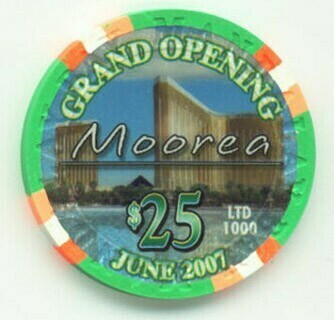 GRAND OPENING
Moorea
$25
LTD
1000
JUNE 2007